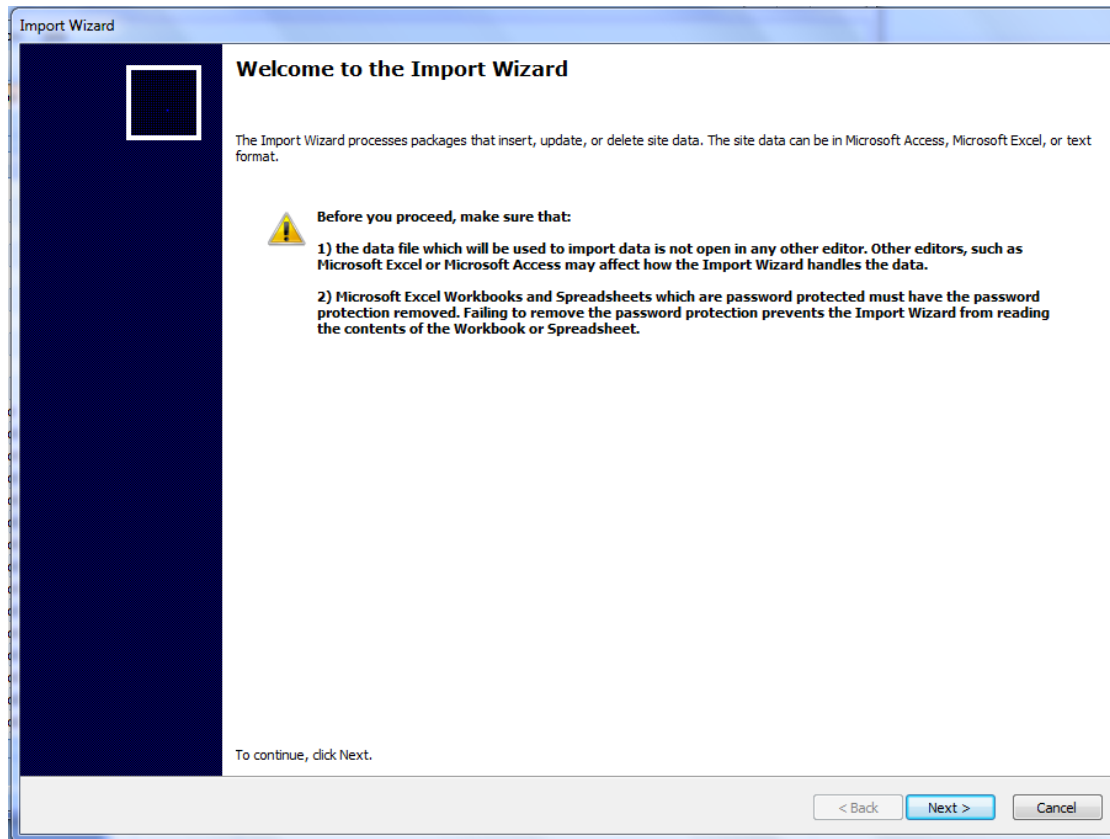 Import Wizard
Welcome to the Import Wizard
The Import Wizard processes packages that insert, update, or delete site data. The site data can be in Microsoft Access, Microsoft Excel, or text
format.
Before you proceed, make sure that:
1) the data file which will be used to import data is not open in any other editor. Other editors, such as
Microsoft Excel or Microsoft Access may affect how the Import Wizard handles the data.
2) Microsoft Excel Workbooks and Spreadsheets which are password protected must have the password
protection removed. Failing to remove the password protection prevents the Import Wizard from reading
the contents of the Workbook or Spreadsheet.
To continue, click Next.
< Back Next > Cancel